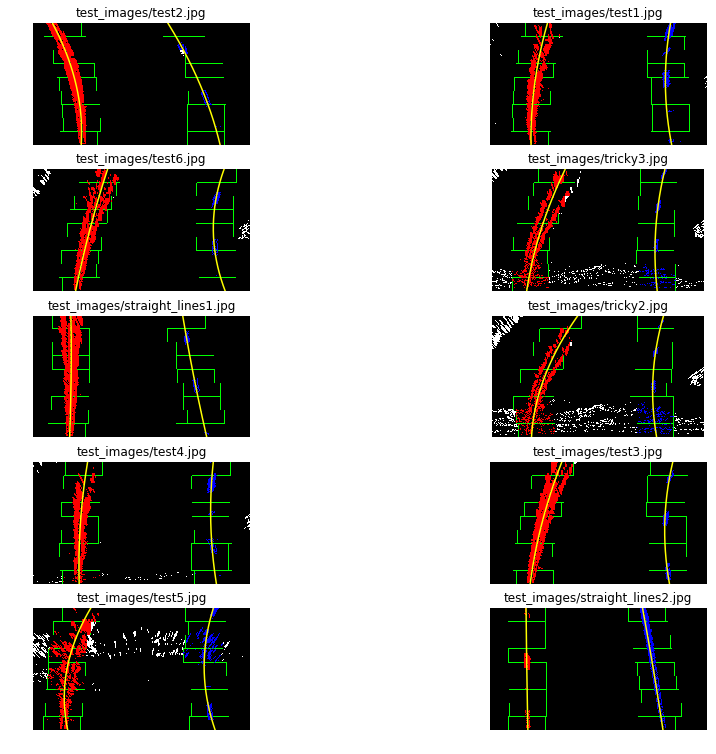 test_images/test2.jpg
test_images/test1.jpg
test_images/test6.jpg
test_images/tricky3.jpg
test_images/straight_lines1.jpg
test_images/tricky2.jpg
test_images/test4.jpg
test_images/test3.jpg
test_images/test5.jpg
test_images/straight_lines2.jpg